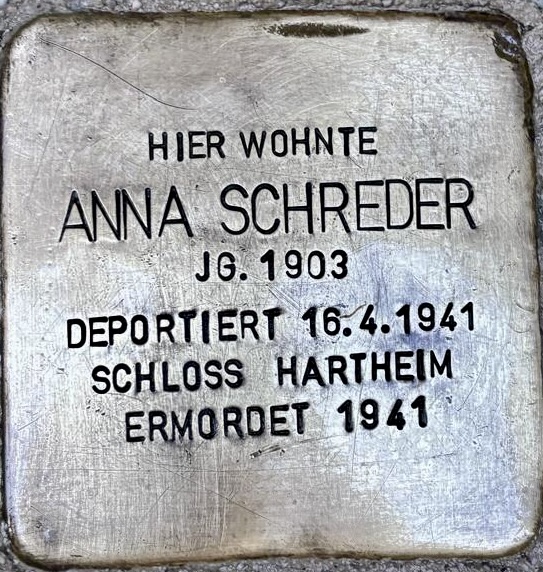 HIER WOHNTE
ANNA SCHREDER
JG. 1903
DEPORTIERT 16.4.1941
SCHLOSS HARTHEIM
ERMORDET 1941